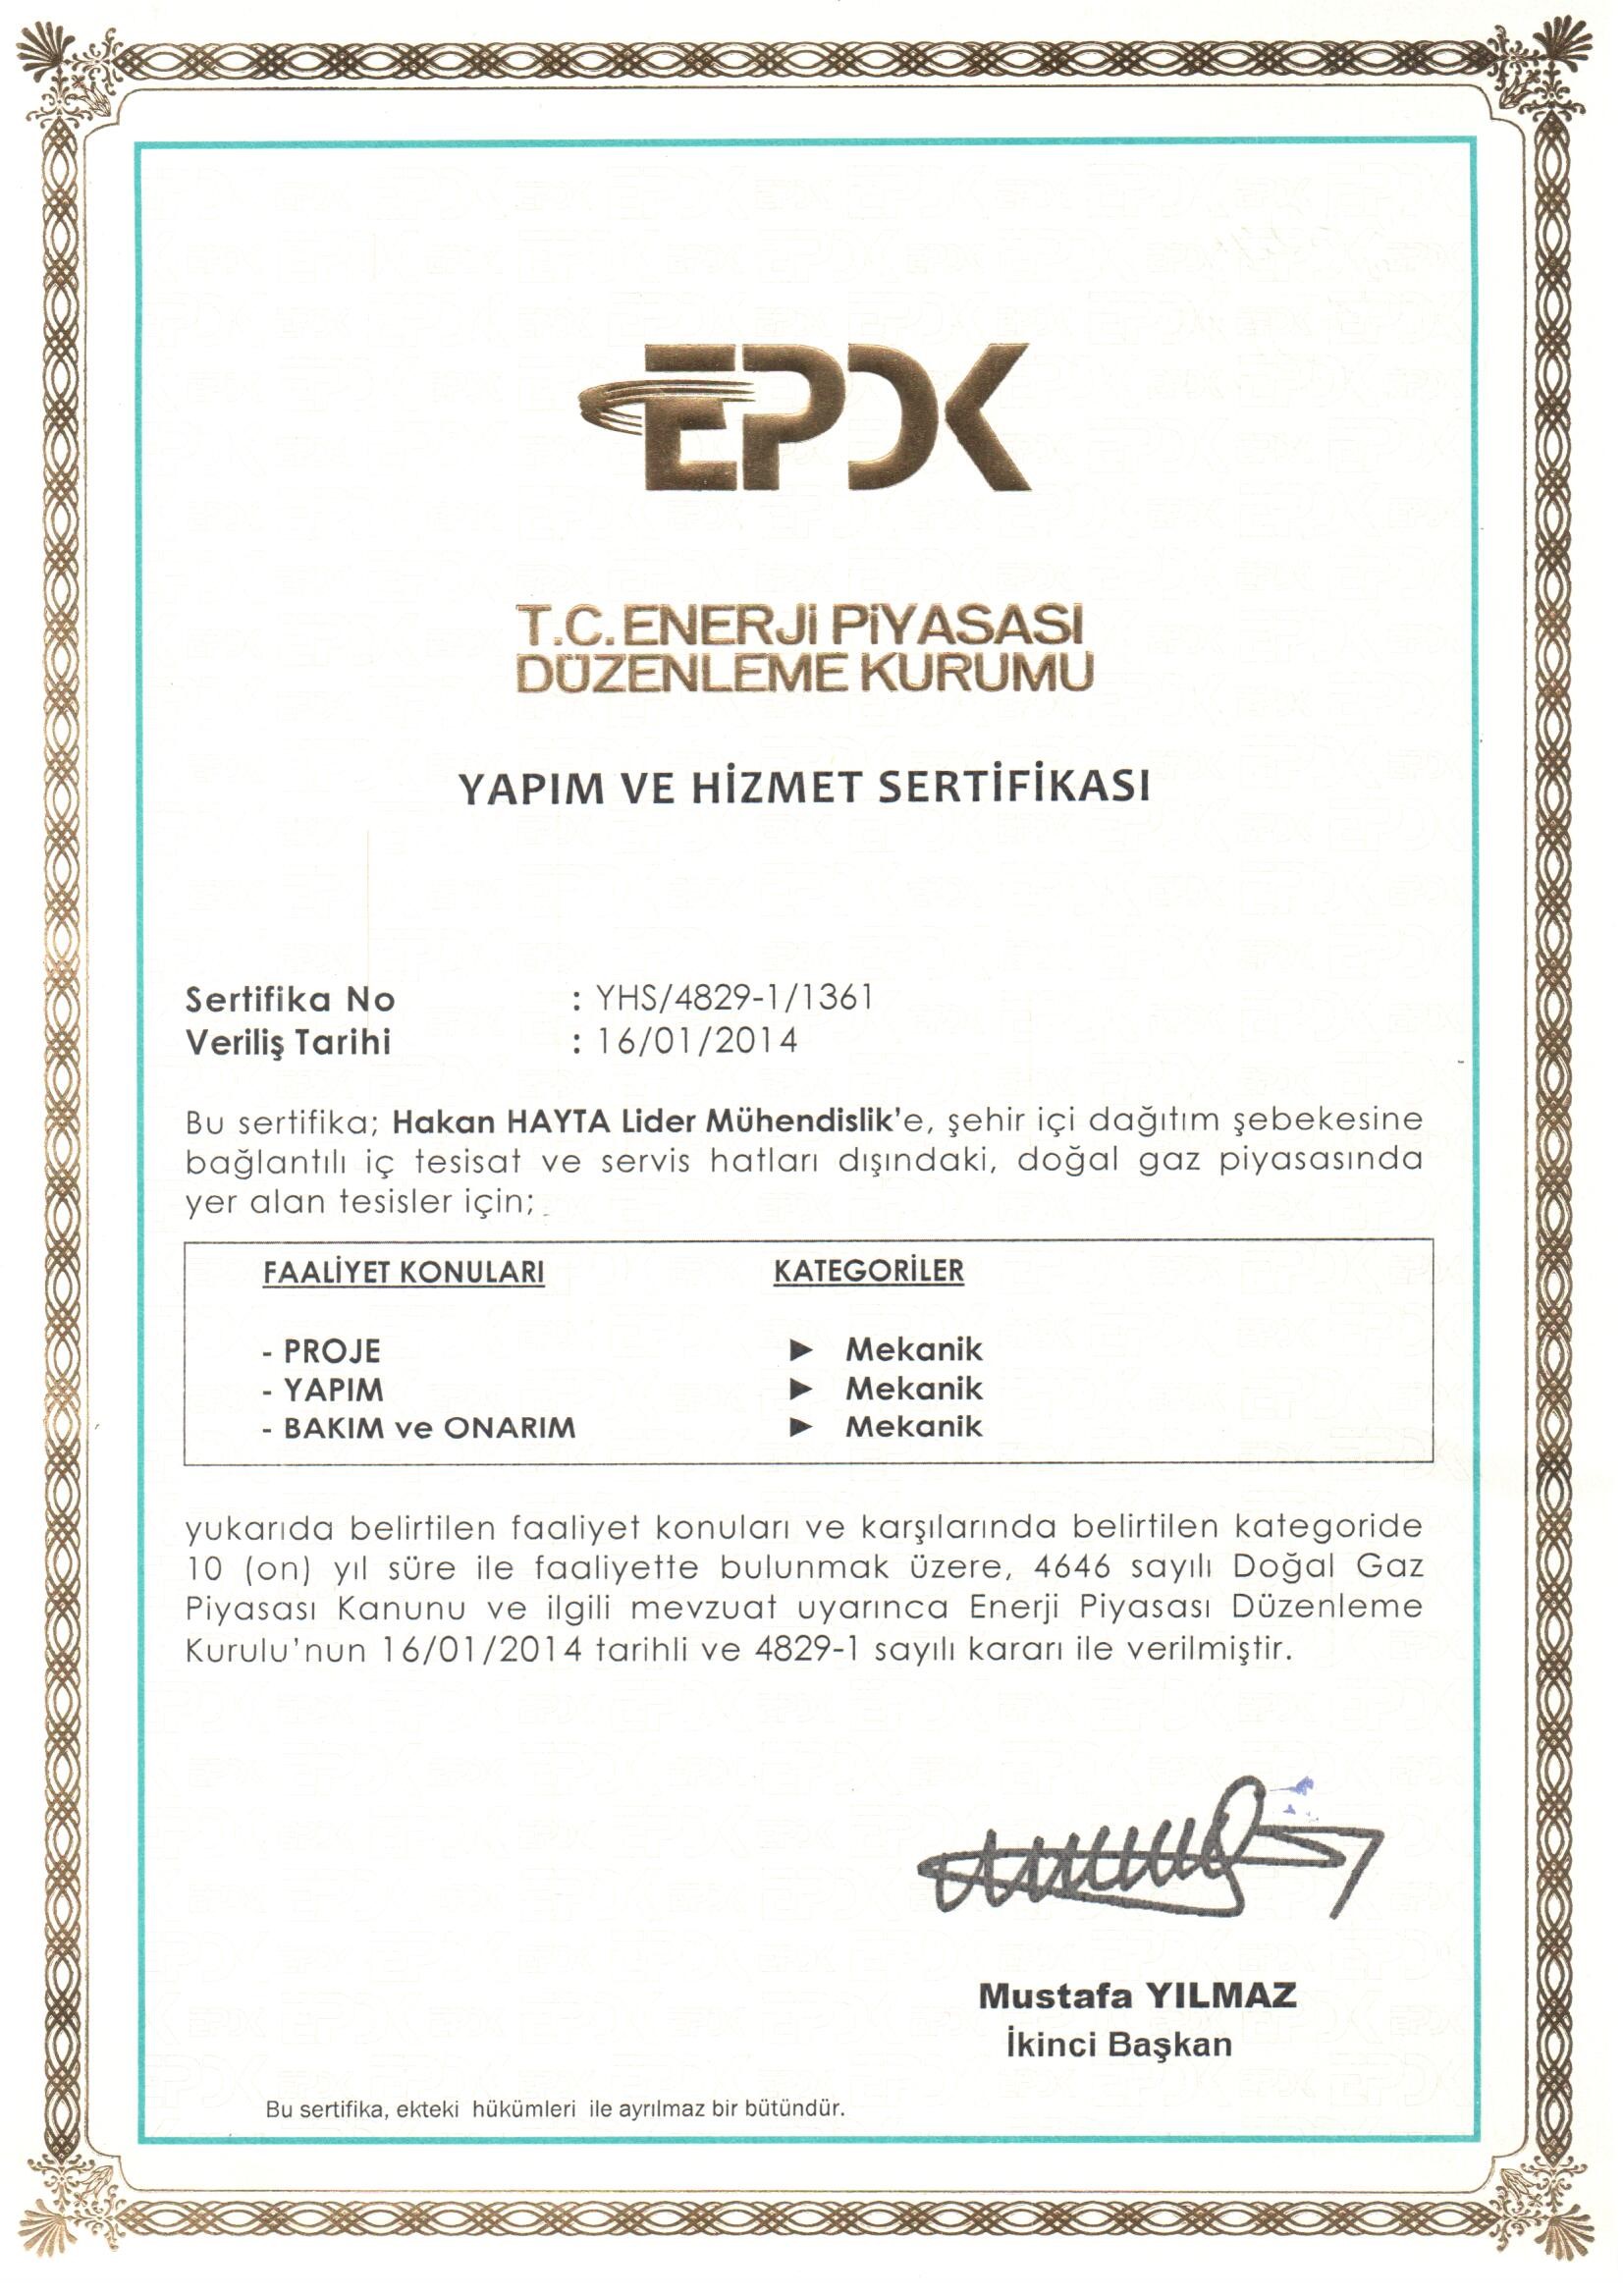 EPDK
T.C. ENERJİ PİYASASI
DÜZENLEME KURUMU
YAPIM VE HİZMET SERTİFİKASI
Sertifika No : YHS/4829-1/1361
Veriliş Tarihi : 16/01/2014
Bu sertifika; Hakan HAYTA Lider Mühendislik'e, şehir içi dağıtım şebekesine
bağlantılı iç tesisat ve servis hatları dışındaki, doğal gaz piyasasında
yer alan tesisler için;
FAALİYET KONULARI KATEGORİLER
- PROJE ► Mekanik
- YAPIM ► Mekanik
- BAKIM ve ONARIM ► Mekanik
yukarıda belirtilen faaliyet konuları ve karşılarında belirtilen kategoride
10 (on) yıl süre ile faaliyette bulunmak üzere, 4646 sayılı Doğal Gaz
Piyasası Kanunu ve ilgili mevzuat uyarınca Enerji Piyasası Düzenleme
Kurulu'nun 16/01/2014 tarihli ve 4829-1 sayılı kararı ile verilmiştir.
Mustafa YILMAZ
İkinci Başkan
Bu sertifika, ekteki hükümleri ile ayrılmaz bir bütündür.